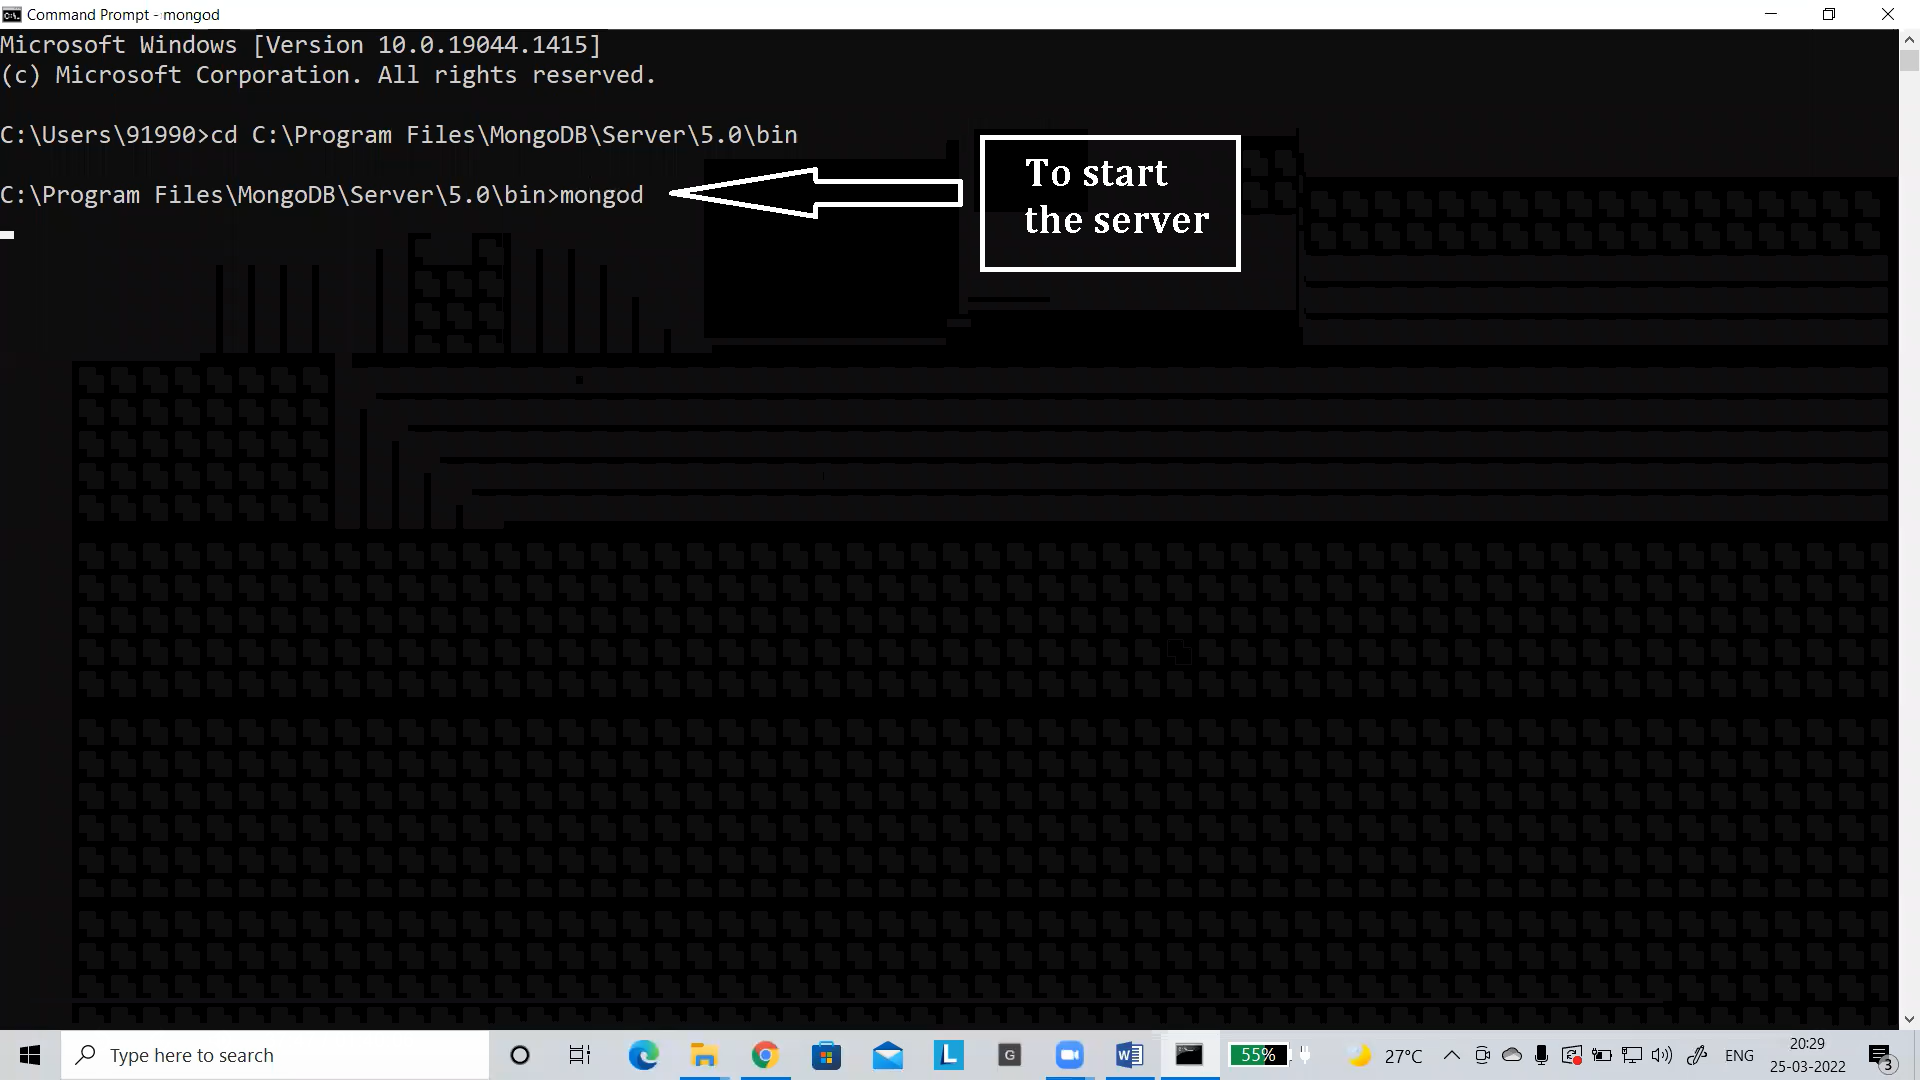 Command Prompt - mongod
Microsoft Windows [Version 10.0.19044.1415]
(c) Microsoft Corporation. All rights reserved.
C:\Users\91990>cd C:\Program Files\MongoDB\Server\5.0\bin
C:\Program Files\MongoDB\Server\5.0\bin>mongod
To start
the server
Type here to search
L
G
W
55%
27°C
ENG
20:29
25-03-2022
3